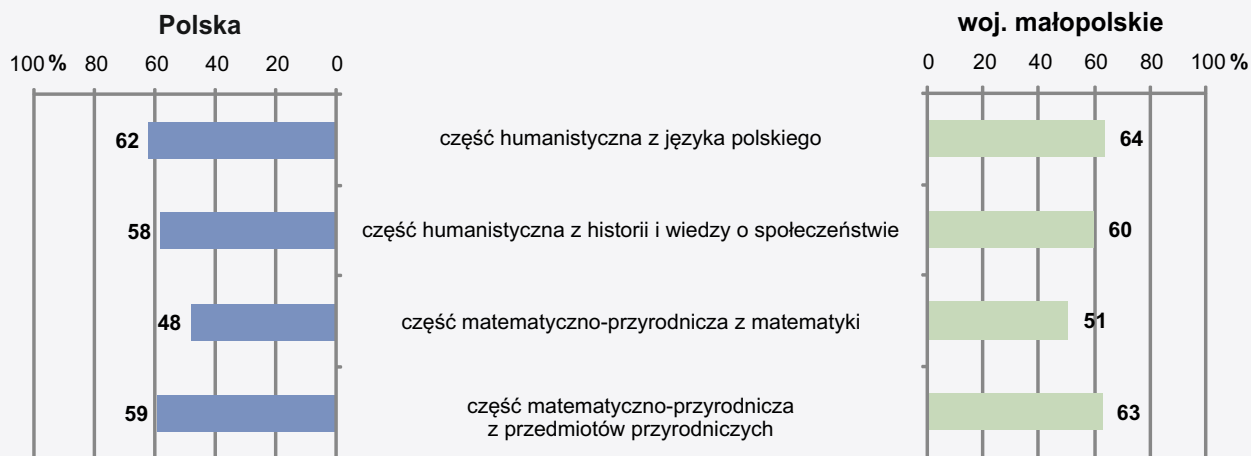 Polska
woj. małopolskie
100 % 80 60 40 20 0
0 20 40 60 80 100 %
62 część humanistyczna z języka polskiego 64
58 część humanistyczna z historii i wiedzy o społeczeństwie 60
48 część matematyczno-przyrodnicza z matematyki 51
59 część matematyczno-przyrodnicza
z przedmiotów przyrodniczych 63